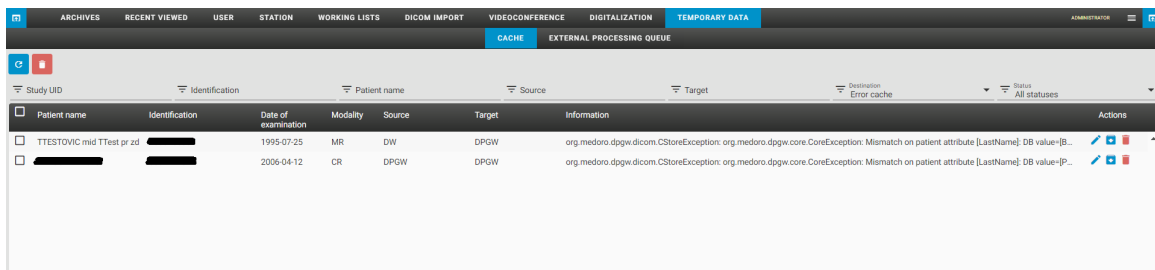 ARCHIVES RECENT VIEWED USER STATION WORKING LISTS DICOM IMPORT VIDEOCONFERENCE DIGITALIZATION TEMPORARY DATA ADMINISTRATOR
CACHE EXTERNAL PROCESSING QUEUE
Study UID Identification Patient name Source Target Destination Error cache Status All statuses
Patient name Identification Date of examination Modality Source Target Information Actions
TTESTOVIC mid TTest pr zd 1995-07-25 MR DW DPGW org.medoro.dpgw.dicom.CStoreException: org.medoro.dpgw.core.CoreException: Mismatch on patient attribute [LastName]: DB value=[B...
2006-04-12 CR DPGW DPGW org.medoro.dpgw.dicom.CStoreException: org.medoro.dpgw.core.CoreException: Mismatch on patient attribute [LastName]: DB value=[P...